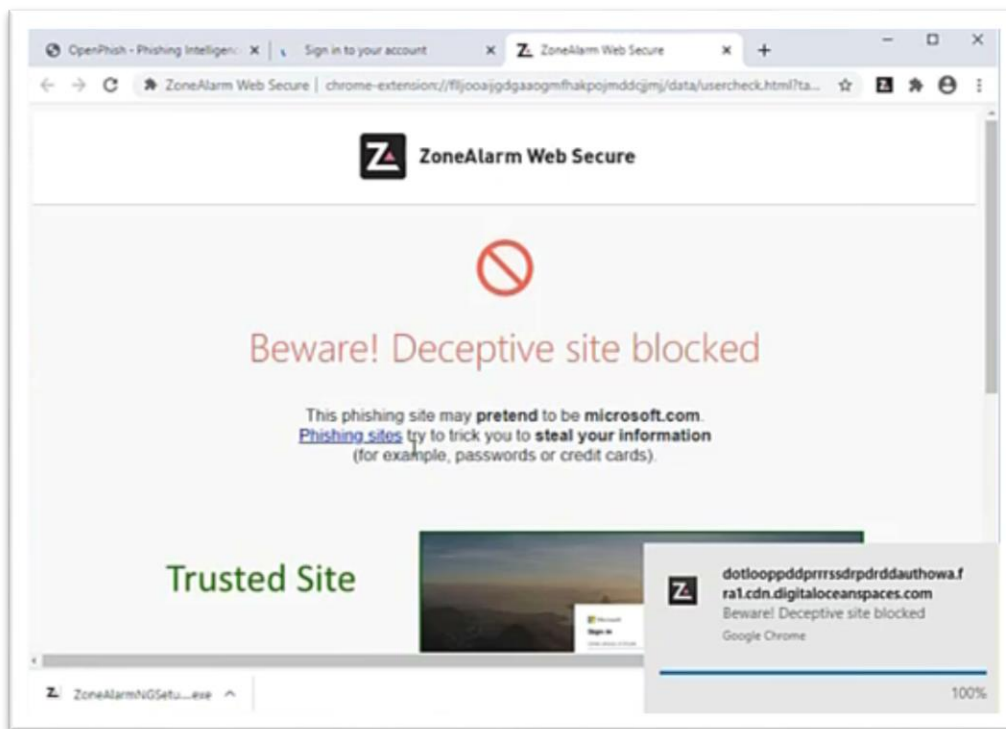 OpenPhish - Phishing Intelligenc
Sign in to your account
ZoneAlarm Web Secure
ZoneAlarm Web Secure | chrome-extension://flljooaijgdgaaogmfhakpojmddcjjmj/data/usercheck.html?ta...
ZoneAlarm Web Secure
Beware! Deceptive site blocked
This phishing site may pretend to be microsoft.com.
Phishing sites try to trick you to steal your information
(for example, passwords or credit cards).
Trusted Site
Microsoft
Sign in
dotlooppddprrrssdrpdrddauthowa.f
ra1.cdn.digitaloceanspaces.com
Beware! Deceptive site blocked
Google Chrome
100%
ZoneAlarmNGSetu....exe